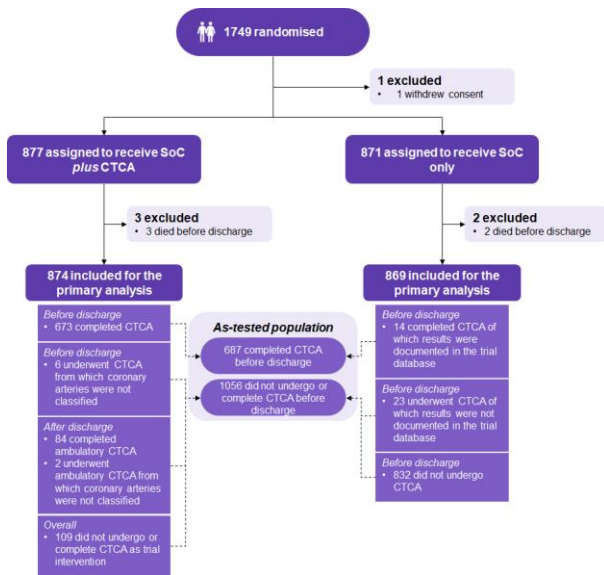 1749 randomised
1 excluded
• 1 withdrew consent
877 assigned to receive SoC
plus CTCA
871 assigned to receive SoC
only
3 excluded
• 3 died before discharge
2 excluded
• 2 died before discharge
874 included for the
primary analysis
869 included for the
primary analysis
Before discharge
• 673 completed CTCA
Before discharge
• 6 underwent CTCA
from which coronary
arteries were not
classified
After discharge
• 84 completed
ambulatory CTCA
• 2 underwent
ambulatory CTCA from
which coronary arteries
were not classified
Overall
• 109 did not undergo or
complete CTCA as trial
intervention
As-tested population
687 completed CTCA
before discharge
1056 did not undergo or
complete CTCA before
discharge
Before discharge
• 14 completed CTCA of
which results were
documented in the trial
database
Before discharge
• 23 underwent CTCA of
which results were not
documented in the trial
database
Before discharge
• 832 did not undergo
CTCA